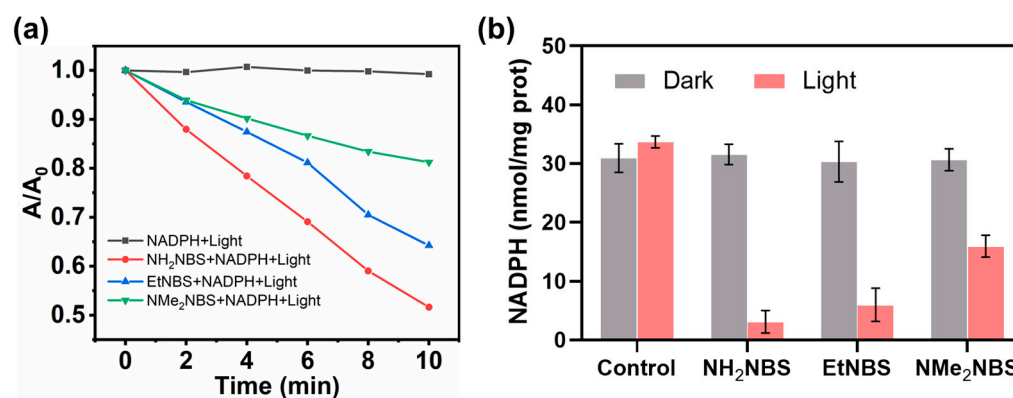 (a)
A/A₀
1.0
0.9
0.8
0.7
0.6
0.5
NADPH+Light
NH₂NBS+NADPH+Light
EtNBS+NADPH+Light
NMe₂NBS+NADPH+Light
0 2 4 6 8 10
Time (min)
(b)
NADPH (nmol/mg prot)
50
40
30
20
10
0
Dark Light
Control NH₂NBS EtNBS NMe₂NBS